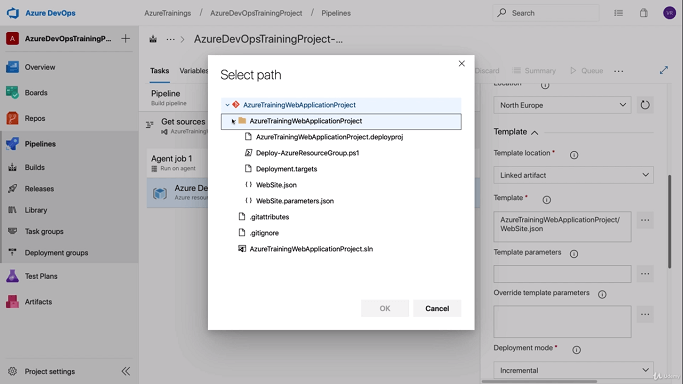 Azure DevOps
AzureTrainings / AzureDevOpsTrainingProject / Pipelines
Search
VK
A
AzureDevOpsTrainingP...
Overview
Boards
Repos
Pipelines
Builds
Releases
Library
Task groups
Deployment groups
Test Plans
Artifacts
Project settings
... > AzureDevOpsTrainingProject-...
Tasks
Variables
Discard
Summary
Queue
...
Pipeline
Build pipeline
Get sources
AzureTraining
Agent job 1
Run on agent
Azure De
Azure resour
Select path
AzureTrainingWebApplicationProject
AzureTrainingWebApplicationProject
AzureTrainingWebApplicationProject.deployproj
Deploy-AzureResourceGroup.ps1
Deployment.targets
WebSite.json
WebSite.parameters.json
.gitattributes
.gitignore
AzureTrainingWebApplicationProject.sln
OK
Cancel
Location *
North Europe
Template
Template location *
Linked artifact
Template *
AzureTrainingWebApplicationProject/
WebSite.json
...
Template parameters
...
Override template parameters
...
Deployment mode *
Incremental